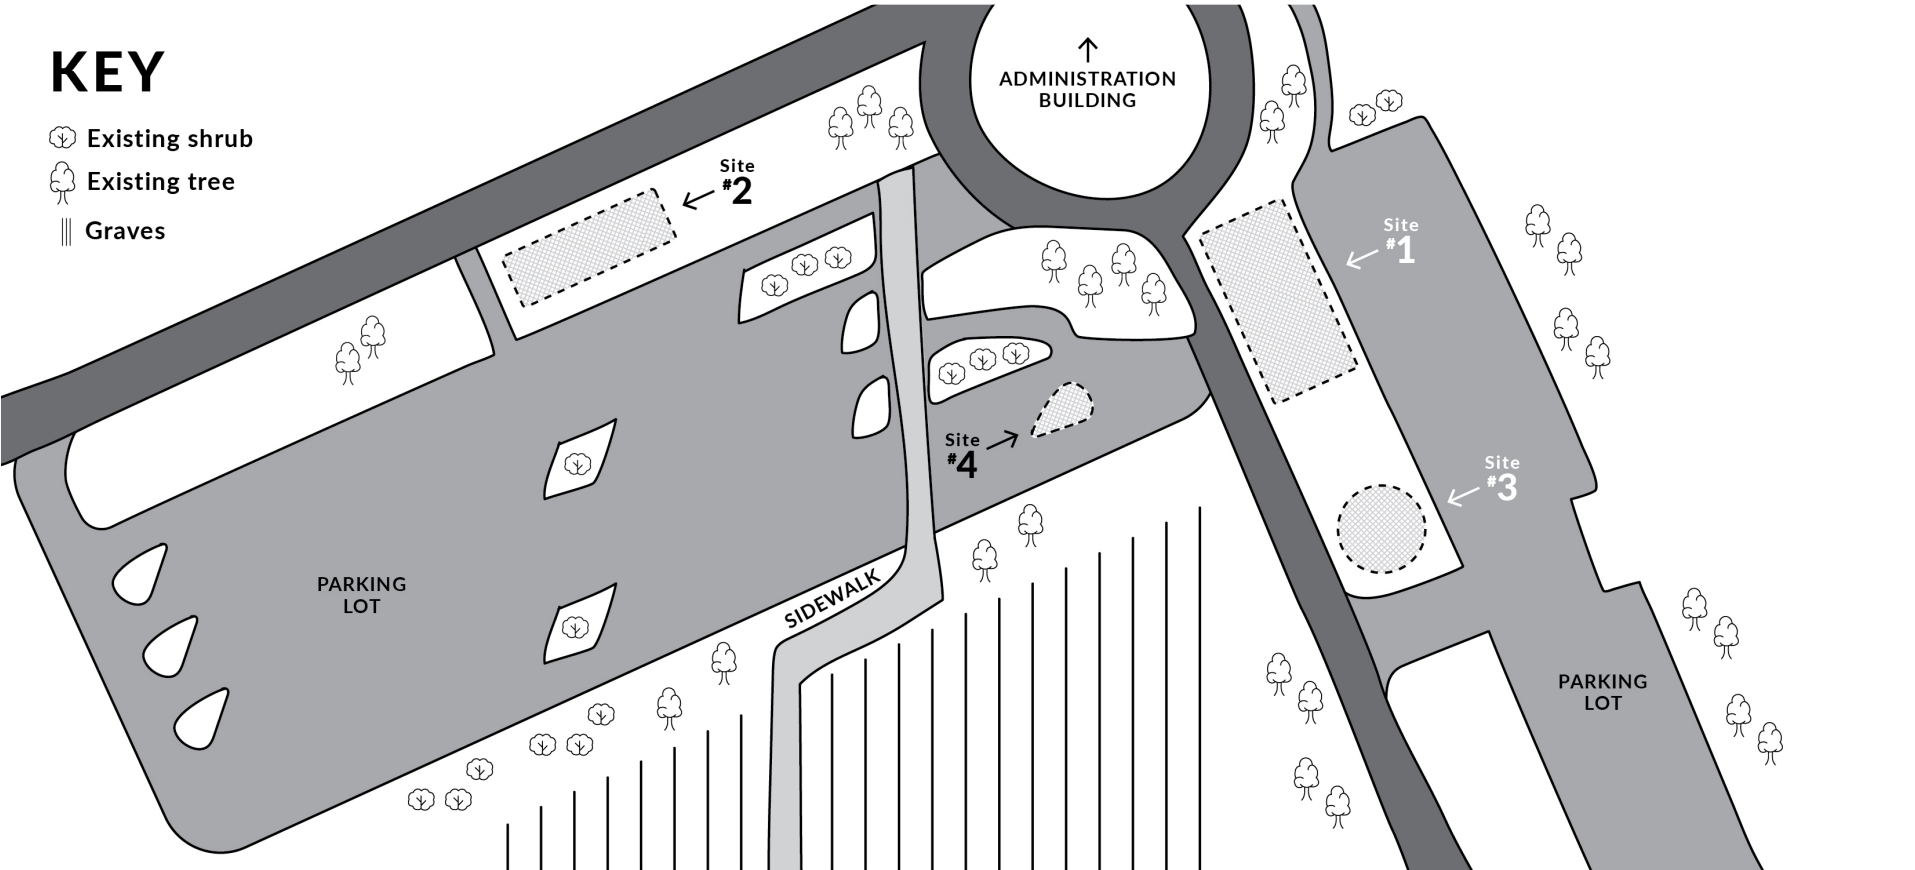 KEY
Existing shrub
Existing tree
Graves
ADMINISTRATION
BUILDING
Site
#2
Site
#1
Site
#4
Site
#3
PARKING
LOT
SIDEWALK
PARKING
LOT